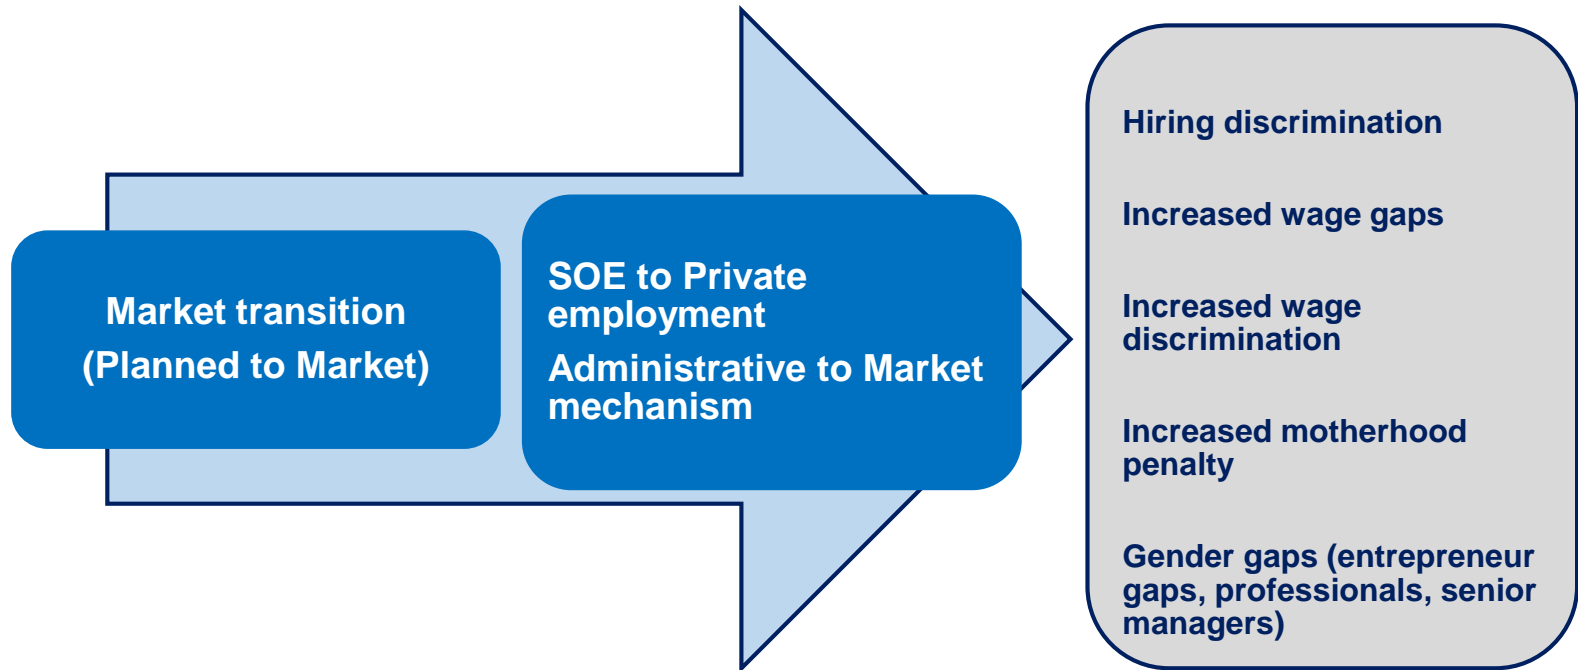 Market transition
(Planned to Market)
SOE to Private
employment
Administrative to Market
mechanism
Hiring discrimination
Increased wage gaps
Increased wage
discrimination
Increased motherhood
penalty
Gender gaps (entrepreneur
gaps, professionals, senior
managers)